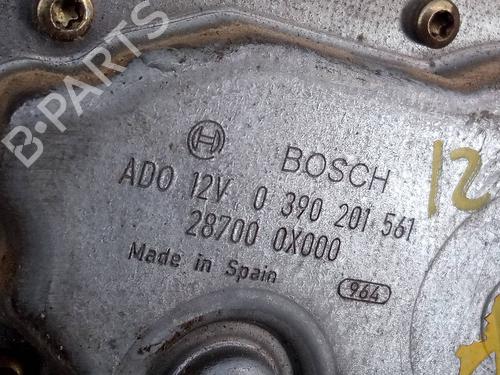 B-PARTS
BOSCH
ADO 12V 0 390 201 561
28700 0X000
Made in Spain
964
12